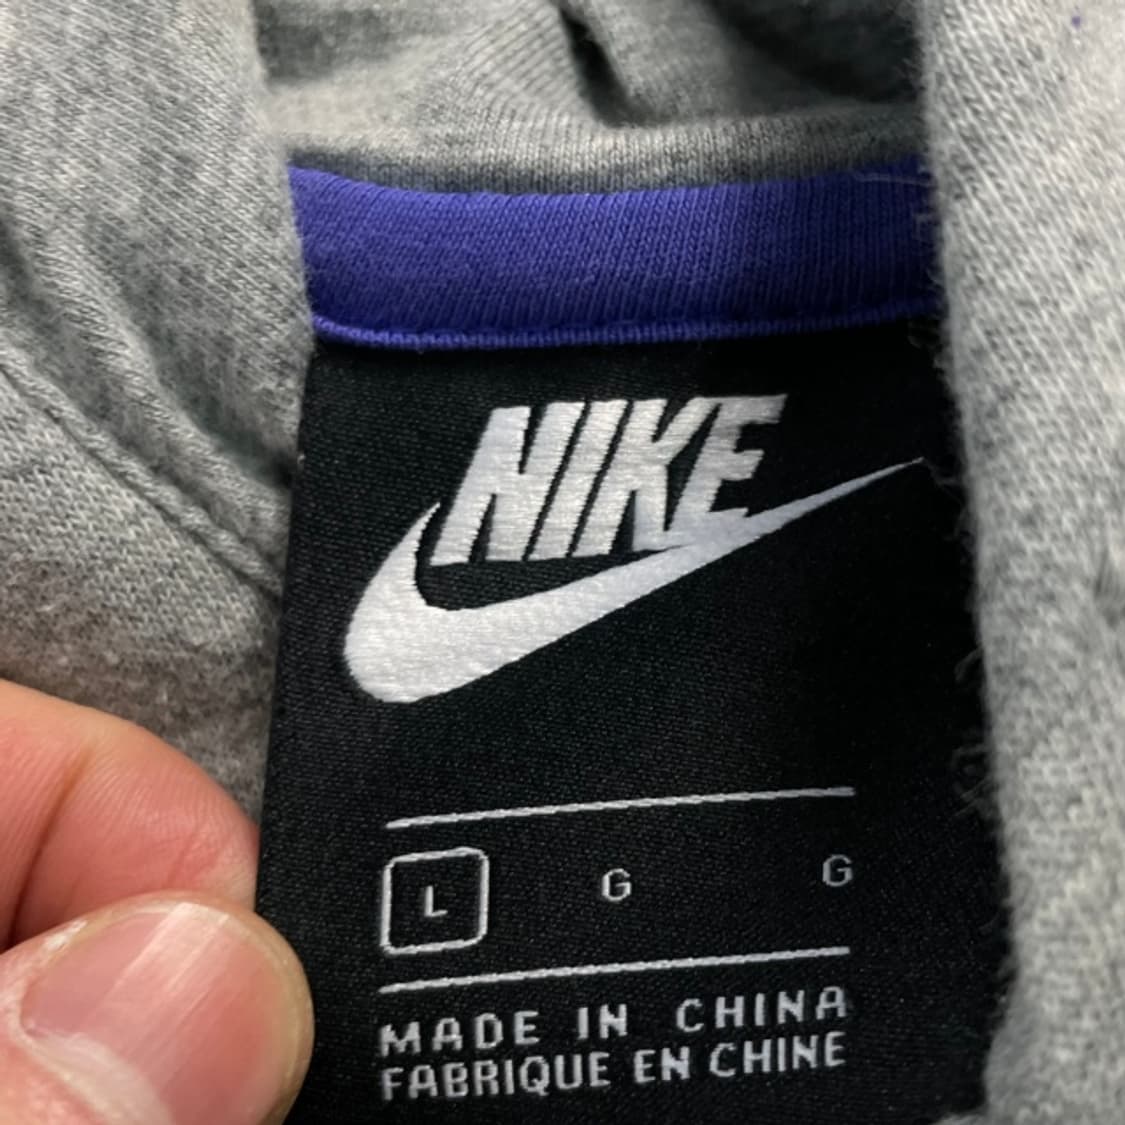 NIKE
L G G
MADE IN CHINA
FABRIQUE EN CHINE